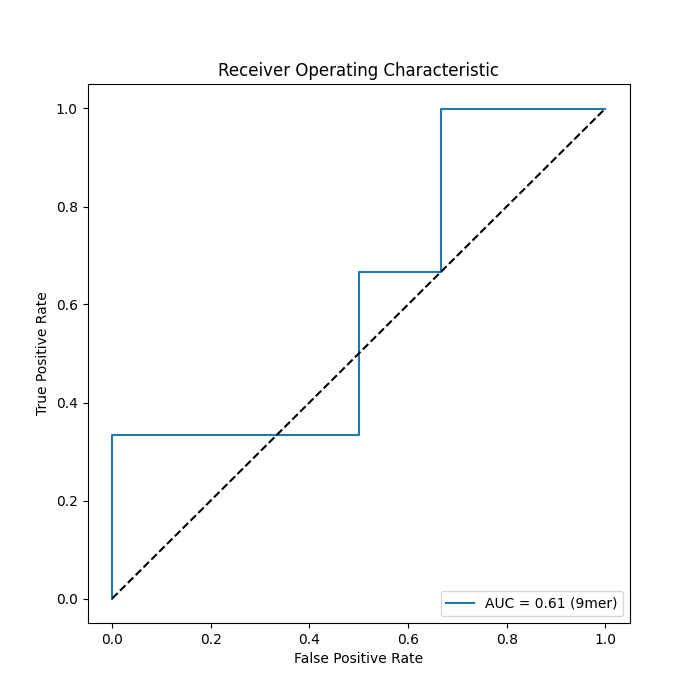 Receiver Operating Characteristic
1.0
0.8
0.6
0.4
0.2
0.0
True Positive Rate
AUC = 0.61 (9mer)
0.0 0.2 0.4 0.6 0.8 1.0
False Positive Rate